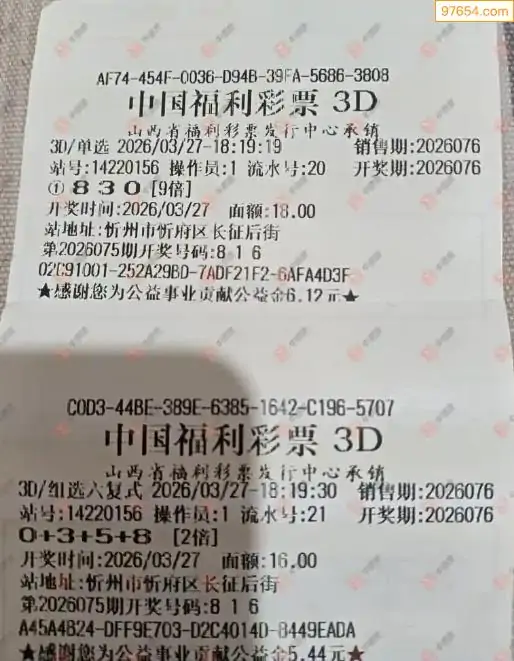 97654.com
AF74-454F-0036-D94B-39FA-5686-3808
中国福利彩票 3D
山西省福利彩票发行中心承销
3D/单选 2026/03/27-18:19:19 销售期:2026076
站号:14220156 操作员:1 流水号:20 开奖期:2026076
① 8 3 0 [9倍]
开奖时间:2026/03/27 面额:18.00
站地址:忻州市忻府区长征后街
第2026075期开奖号码:8 1 6
02C91001-252A29BD-7ADF21F2-6AFA4D3F
★感谢您为公益事业贡献公益金6.12元★
C0D3-44BE-389E-6385-1642-C196-5707
中国福利彩票 3D
山西省福利彩票发行中心承销
3D/组选六复式 2026/03/27-18:19:30 销售期:2026076
站号:14220156 操作员:1 流水号:21 开奖期:2026076
0+3+5+8 [2倍]
开奖时间:2026/03/27 面额:16.00
站地址:忻州市忻府区长征后街
第2026075期开奖号码:8 1 6
A45A4824-DFF9E703-D2C4014D-8449EADA
★感谢您为公益事业贡献公益金5.44元★